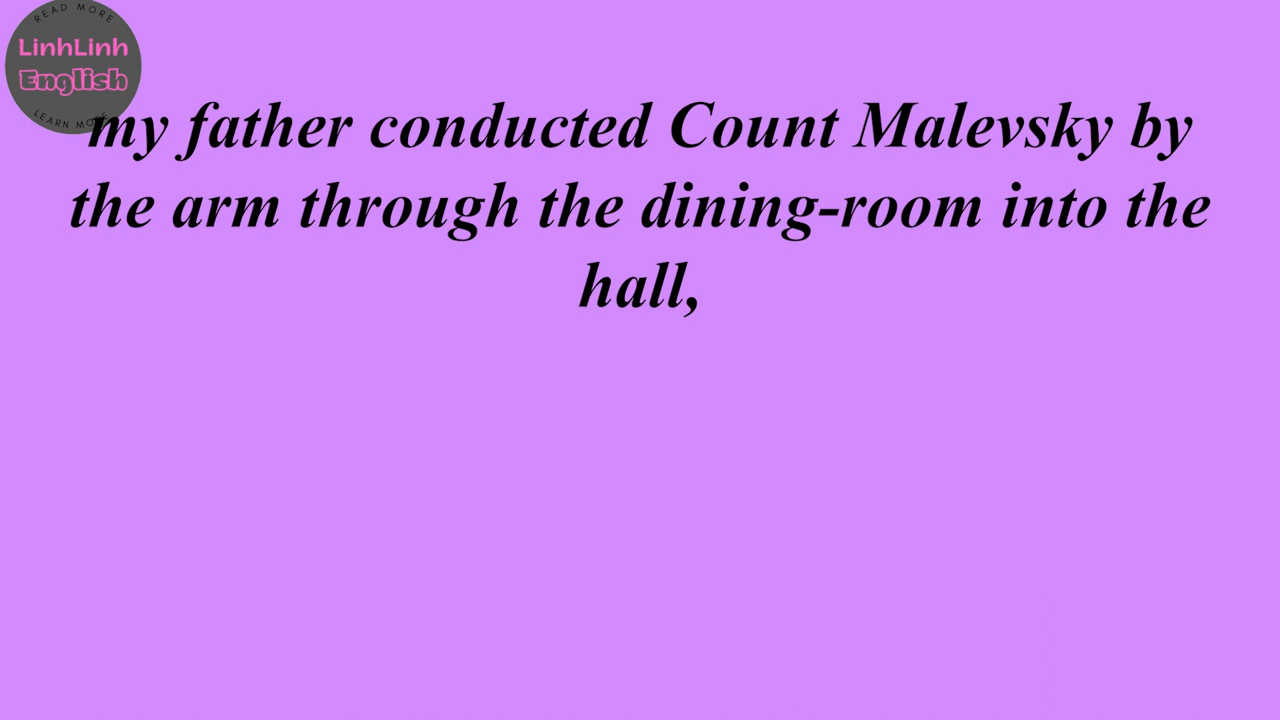 READ MORE
LinhLinh
English
LEARN MORE
my father conducted Count Malevsky by
the arm through the dining-room into the
hall,